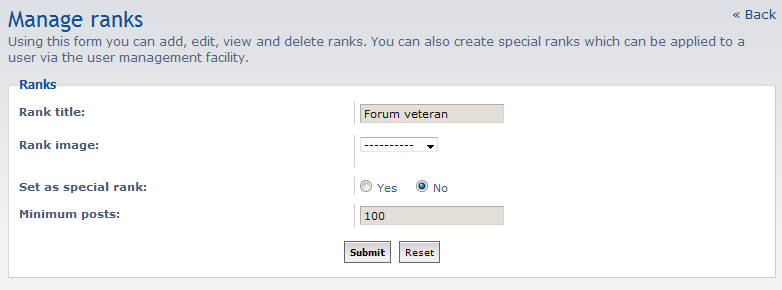 Manage ranks
« Back
Using this form you can add, edit, view and delete ranks. You can also create special ranks which can be applied to a
user via the user management facility.
Ranks
Rank title: Forum veteran
Rank image: ----------
Set as special rank: Yes No
Minimum posts: 100
Submit Reset